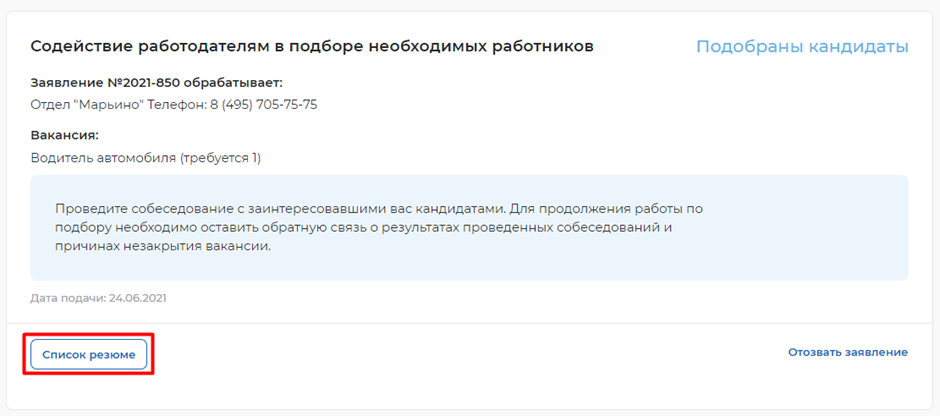 Содействие работодателям в подборе необходимых работников
Подобраны кандидаты
Заявление №2021-850 обрабатывает:
Отдел "Марьино" Телефон: 8 (495) 705-75-75
Вакансия:
Водитель автомобиля (требуется 1)
Проведите собеседование с заинтересовавшими вас кандидатами. Для продолжения работы по
подбору необходимо оставить обратную связь о результатах проведенных собеседований и
причинах незакрытия вакансии.
Дата подачи: 24.06.2021
Список резюме
Отозвать заявление